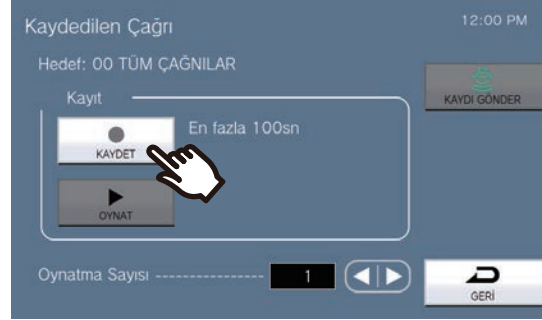 Kaydedilen Çağrı
12:00 PM
Hedef: 00 TÜM ÇAĞNILAR
KAYDI GÖNDER
Kayıt
En fazla 100sn
KAYDET
OYNAT
Oynatma Sayısı ---------------- 1
GERİ